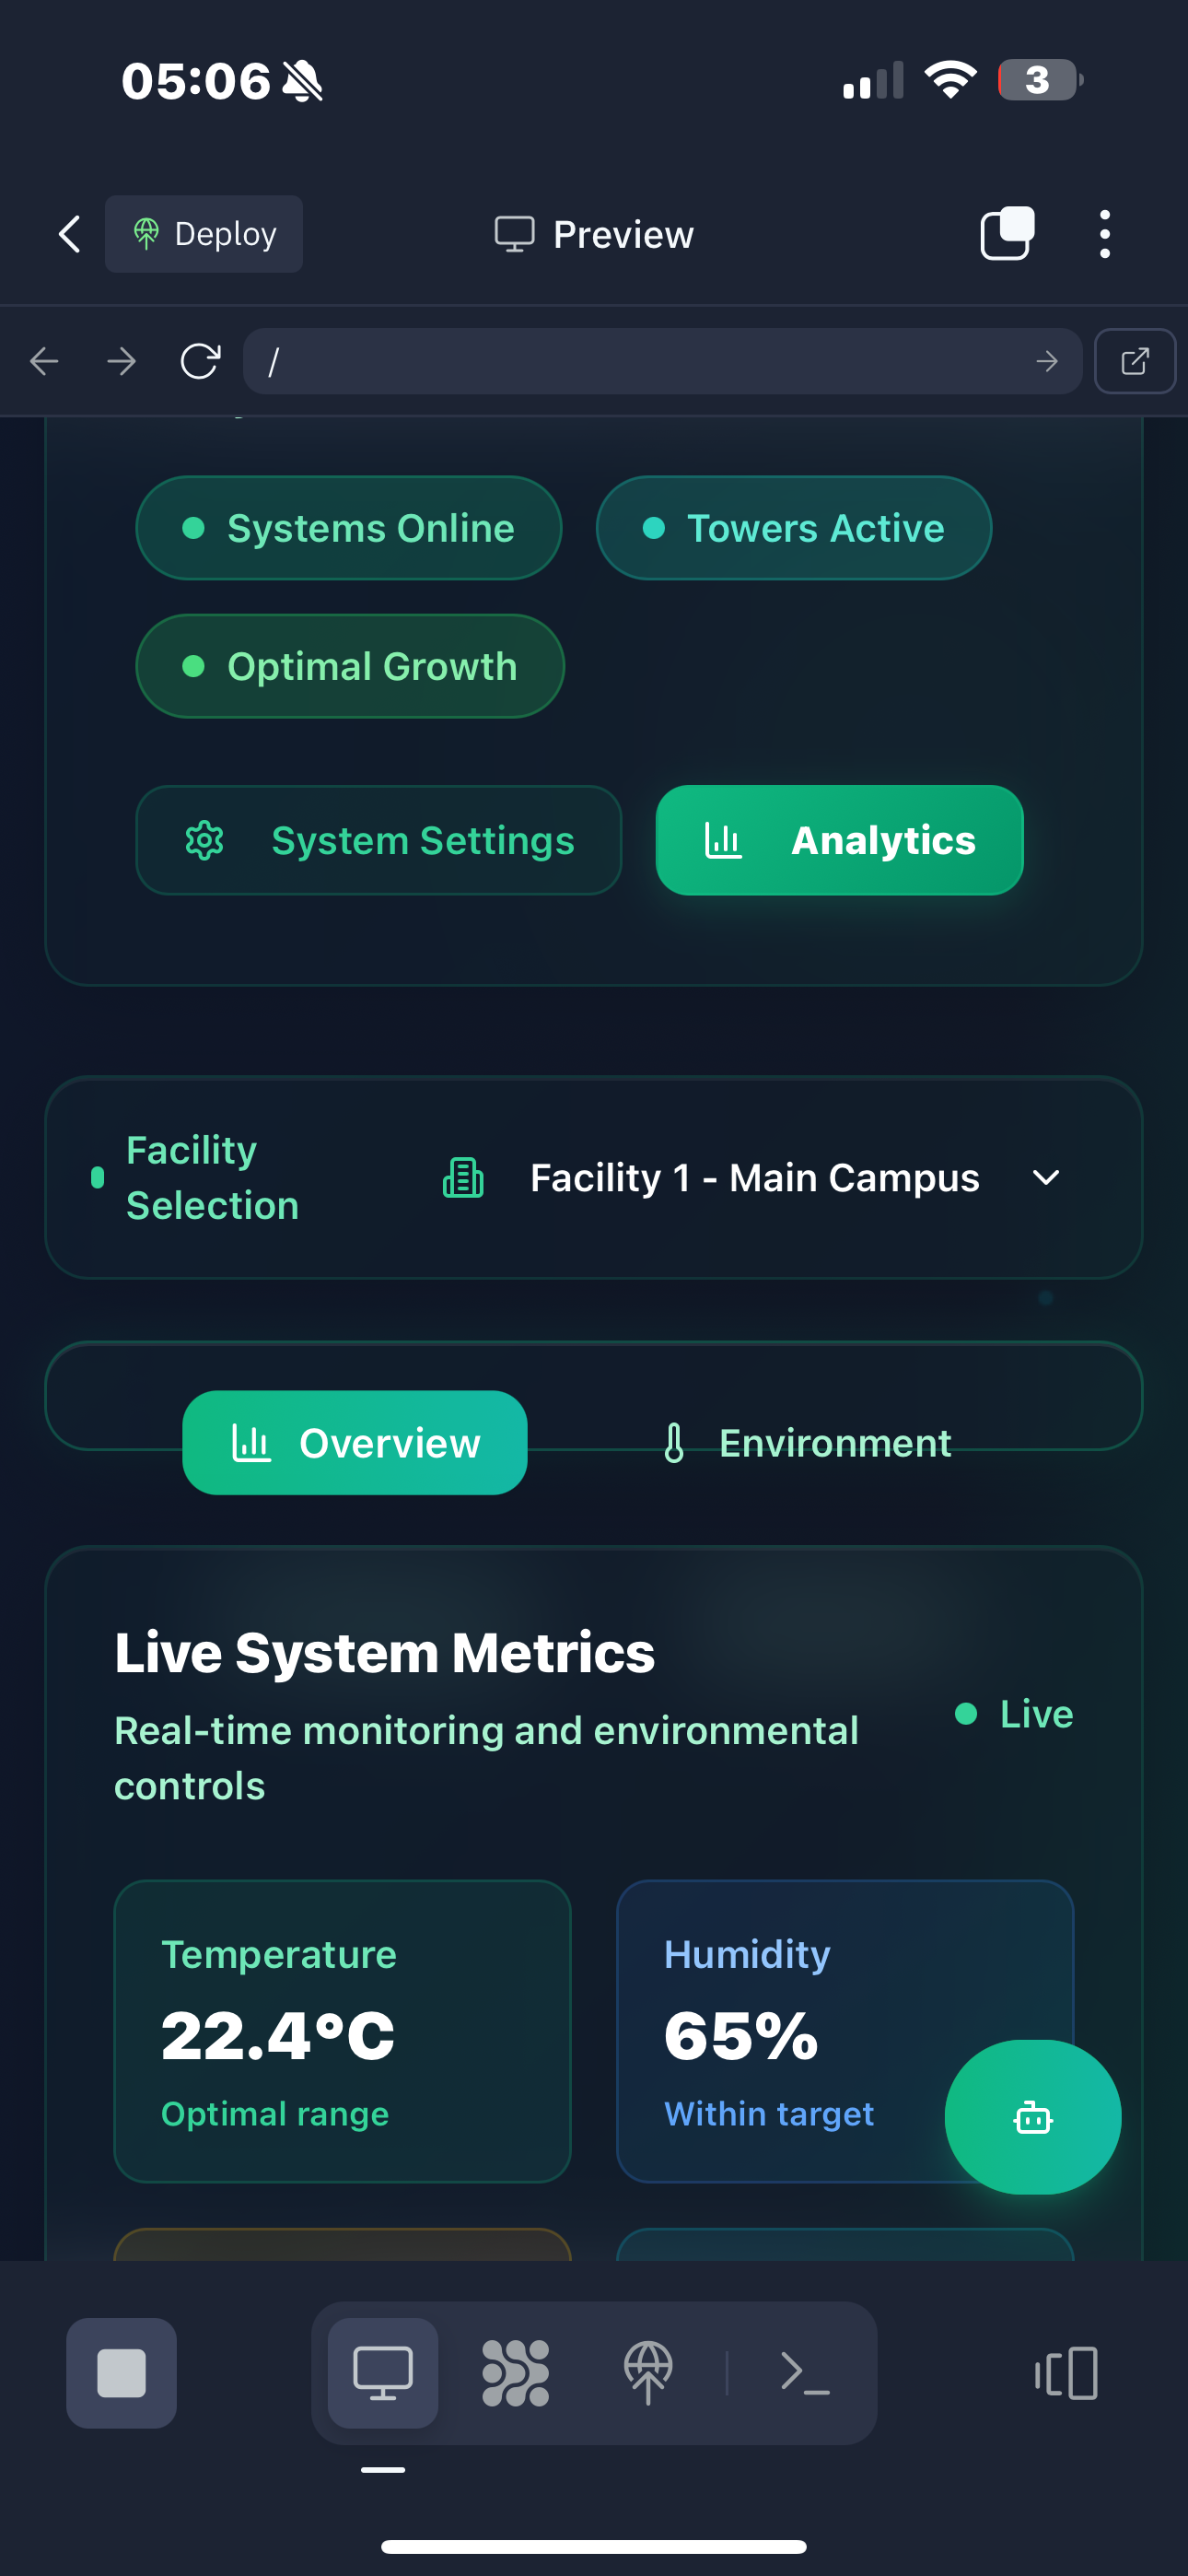 05:06
3
Deploy
Preview
/
Systems Online
Towers Active
Optimal Growth
System Settings
Analytics
Facility
Selection
Facility 1 - Main Campus
Overview
Environment
Live System Metrics
Real-time monitoring and environmental
controls
Live
Temperature
22.4°C
Optimal range
Humidity
65%
Within target